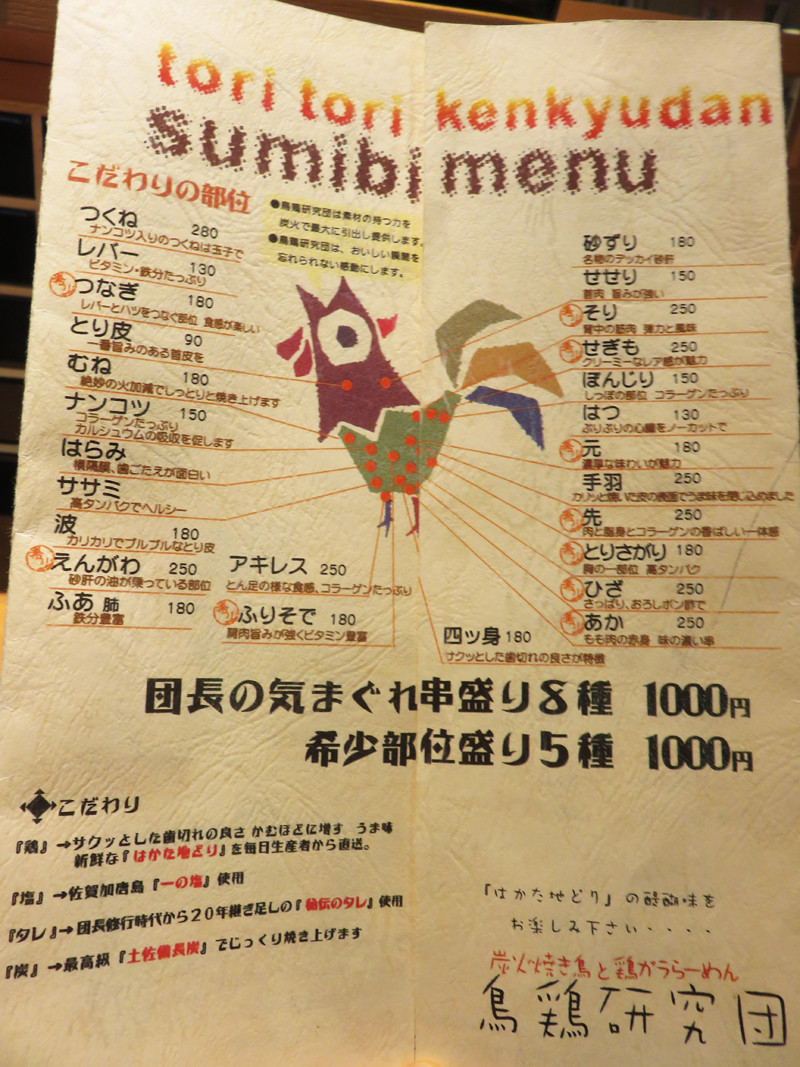 tori tori kenkyudan
sumibi menu
こだわりの部位
●鳥鶏研究団は素材の持つ力を
炭火で最大に引出し提供します。
●鳥鶏研究団は、おいしい瞬間を
忘れられない感動にします。
つくね 280
ナンコツ入りのつくねは玉子で
レバー 130
ビタミン・鉄分たっぷり
つなぎ 180
レバーとハツをつなぐ部位 食感が楽しい
とり皮 90
一番旨みのある首皮を
むね 180
絶妙の火加減でしっとりと焼き上げます
ナンコツ 150
コラーゲンたっぷり
カルシュウムの吸収を促します
はらみ
横隔膜、歯ごたえが面白い
ササミ
高タンパクでヘルシー
波 180
カリカリでプルプルなとり皮
えんがわ 250
砂肝の油が乗っている部位
ふあ 肺 180
鉄分豊富
アキレス 250
とん足の様な食感、コラーゲンたっぷり
ふりそで 180
肩肉旨みが強くビタミン豊富
砂ずり 180
名物のデッカイ砂肝
せせり 150
首肉 旨みが強い
そり 250
背中の筋肉 弾力と風味
せぎも 250
クリーミーなレア感が魅力
ぼんじり 150
しっぽの部位 コラーゲンたっぷり
はつ 130
ぷりぷりの心臓をノーカットで
元 180
濃厚な味わいが魅力
手羽 250
カリッと焼いた皮の表面でうま味を閉じ込めました
先 250
肉と脂身とコラーゲンの香ばしい一体感
とりさがり 180
胸の一部位 高タンパク
ひざ 250
さっぱり、おろしポン酢で
あか 250
もも肉の赤身 味の濃い串
四ッ身 180
サクッとした歯切れの良さが特徴
団長の気まぐれ串盛り8種 1000円
希少部位盛り5種 1000円
こだわり
『鶏』→サクッとした歯切れの良さ かむほどに増す うま味
新鮮な『はかた地どり』を毎日生産者から直送。
『塩』→佐賀加唐島『一の塩』使用
『タレ』→団長修行時代から20年継ぎ足しの『秘伝のタレ』使用
『炭』→最高級『土佐備長炭』でじっくり焼き上げます
『はかた地どり』の醍醐味を
お楽しみ下さい・・・・
炭火焼き鳥と鶏がららーめん
鳥鶏研究団